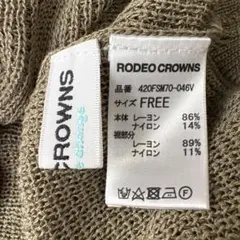 RODEO CROWNS
品番 420FSM70-046V
サイズ FREE
本体 レーヨン 86%
ナイロン 14%
視部分
レーヨン 89%
ナイロン 11%
CROWNS